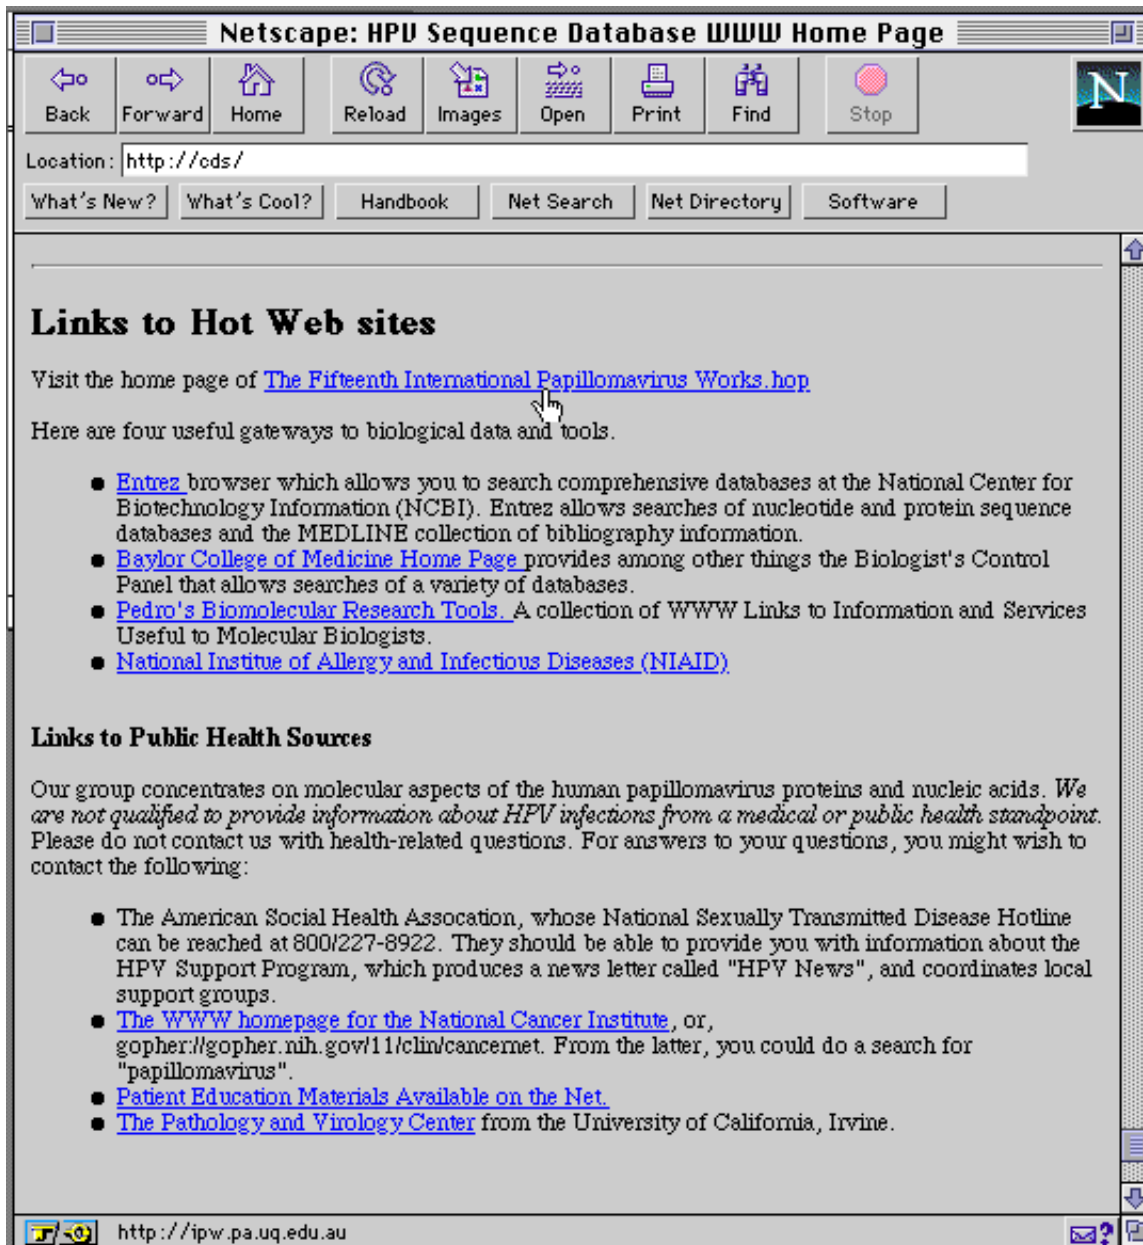 Netscape: HPV Sequence Database WWW Home Page
Back Forward Home Reload Images Open Print Find Stop N
Location: http://cds/
What's New? What's Cool? Handbook Net Search Net Directory Software
Links to Hot Web sites
Visit the home page of The Fifteenth International Papillomavirus Works.hop
Here are four useful gateways to biological data and tools.
Entrez browser which allows you to search comprehensive databases at the National Center for
Biotechnology Information (NCBI). Entrez allows searches of nucleotide and protein sequence
databases and the MEDLINE collection of bibliography information.
Baylor College of Medicine Home Page provides among other things the Biologist's Control
Panel that allows searches of a variety of databases.
Pedro's Biomolecular Research Tools. A collection of WWW Links to Information and Services
Useful to Molecular Biologists.
National Institue of Allergy and Infectious Diseases (NIAID)
Links to Public Health Sources
Our group concentrates on molecular aspects of the human papillomavirus proteins and nucleic acids. We
are not qualified to provide information about HPV infections from a medical or public health standpoint.
Please do not contact us with health-related questions. For answers to your questions, you might wish to
contact the following:
The American Social Health Assocation, whose National Sexually Transmitted Disease Hotline
can be reached at 800/227-8922. They should be able to provide you with information about the
HPV Support Program, which produces a news letter called "HPV News", and coordinates local
support groups.
The WWW homepage for the National Cancer Institute, or,
gopher://gopher.nih.gov/11/clin/cancernet. From the latter, you could do a search for
"papillomavirus".
Patient Education Materials Available on the Net.
The Pathology and Virology Center from the University of California, Irvine.
http://ipw.pa.uq.edu.au